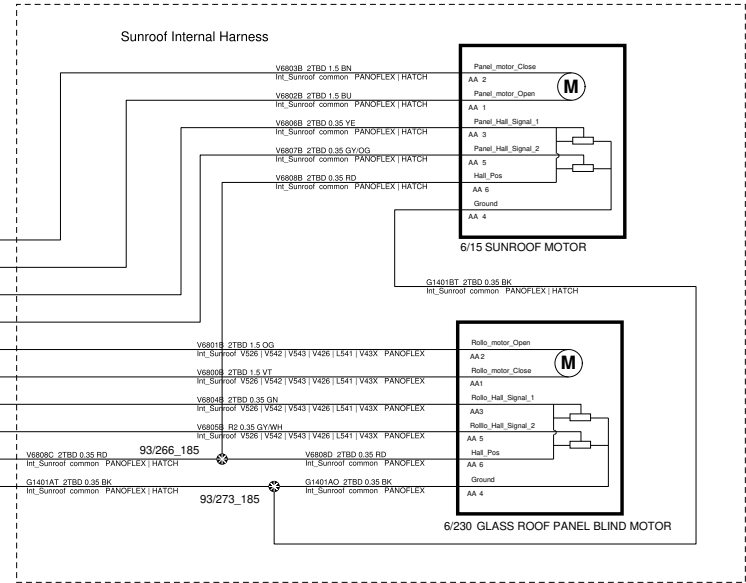 Sunroof Internal Harness
V6803B 2TBD 1.5 BN
Int_Sunroof common PANOFLEX | HATCH
Panel_motor_Close
AA 2
M
V6802B 2TBD 1.5 BU
Int_Sunroof common PANOFLEX | HATCH
Panel_motor_Open
AA 1
V6806B 2TBD 0.35 YE
Int_Sunroof common PANOFLEX | HATCH
Panel_Hall_Signal_1
AA 3
V6807B 2TBD 0.35 GY/OG
Int_Sunroof common PANOFLEX | HATCH
Panel_Hall_Signal_2
AA 5
V6808B 2TBD 0.35 RD
Int_Sunroof common PANOFLEX | HATCH
Hall_Pos
AA 6
Ground
AA 4
6/15 SUNROOF MOTOR
G1401BT 2TBD 0.35 BK
Int_Sunroof common PANOFLEX | HATCH
V6801B 2TBD 1.5 OG
Int_Sunroof V526 | V542 | V543 | V426 | L541 | V43X PANOFLEX
Rollo_motor_Open
AA2
M
V6800B 2TBD 1.5 VT
Int_Sunroof V526 | V542 | V543 | V426 | L541 | V43X PANOFLEX
Rollo_motor_Close
AA1
V6804B 2TBD 0.35 GN
Int_Sunroof V526 | V542 | V543 | V426 | L541 | V43X PANOFLEX
Rollo_Hall_Signal_1
AA3
V6805B R2 0.35 GY/WH
Int_Sunroof V526 | V542 | V543 | V426 | L541 | V43X PANOFLEX
Rolllo_Hall_Signal_2
AA 5
V6808C 2TBD 0.35 RD
Int_Sunroof common PANOFLEX | HATCH
93/266_185
V6808D 2TBD 0.35 RD
Int_Sunroof common PANOFLEX | HATCH
Hall_Pos
AA 6
G1401AT 2TBD 0.35 BK
Int_Sunroof common PANOFLEX | HATCH
93/273_185
G1401AO 2TBD 0.35 BK
Int_Sunroof common PANOFLEX | HATCH
Ground
AA 4
6/230 GLASS ROOF PANEL BLIND MOTOR